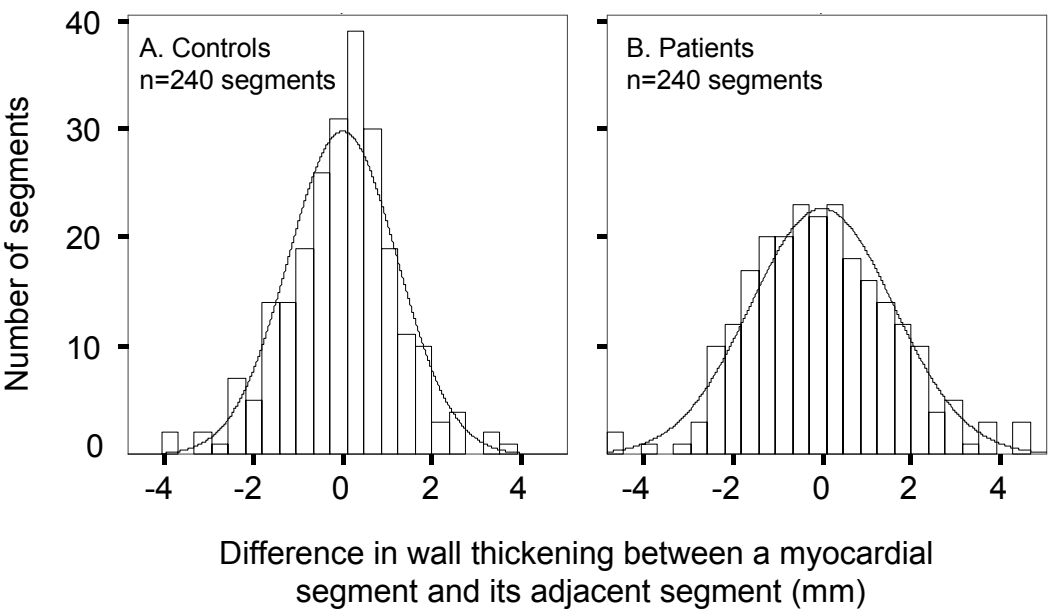 Number of segments
40
30
20
10
0
A. Controls
n=240 segments
-4 -2 0 2 4
B. Patients
n=240 segments
-4 -2 0 2 4
Difference in wall thickening between a myocardial
segment and its adjacent segment (mm)